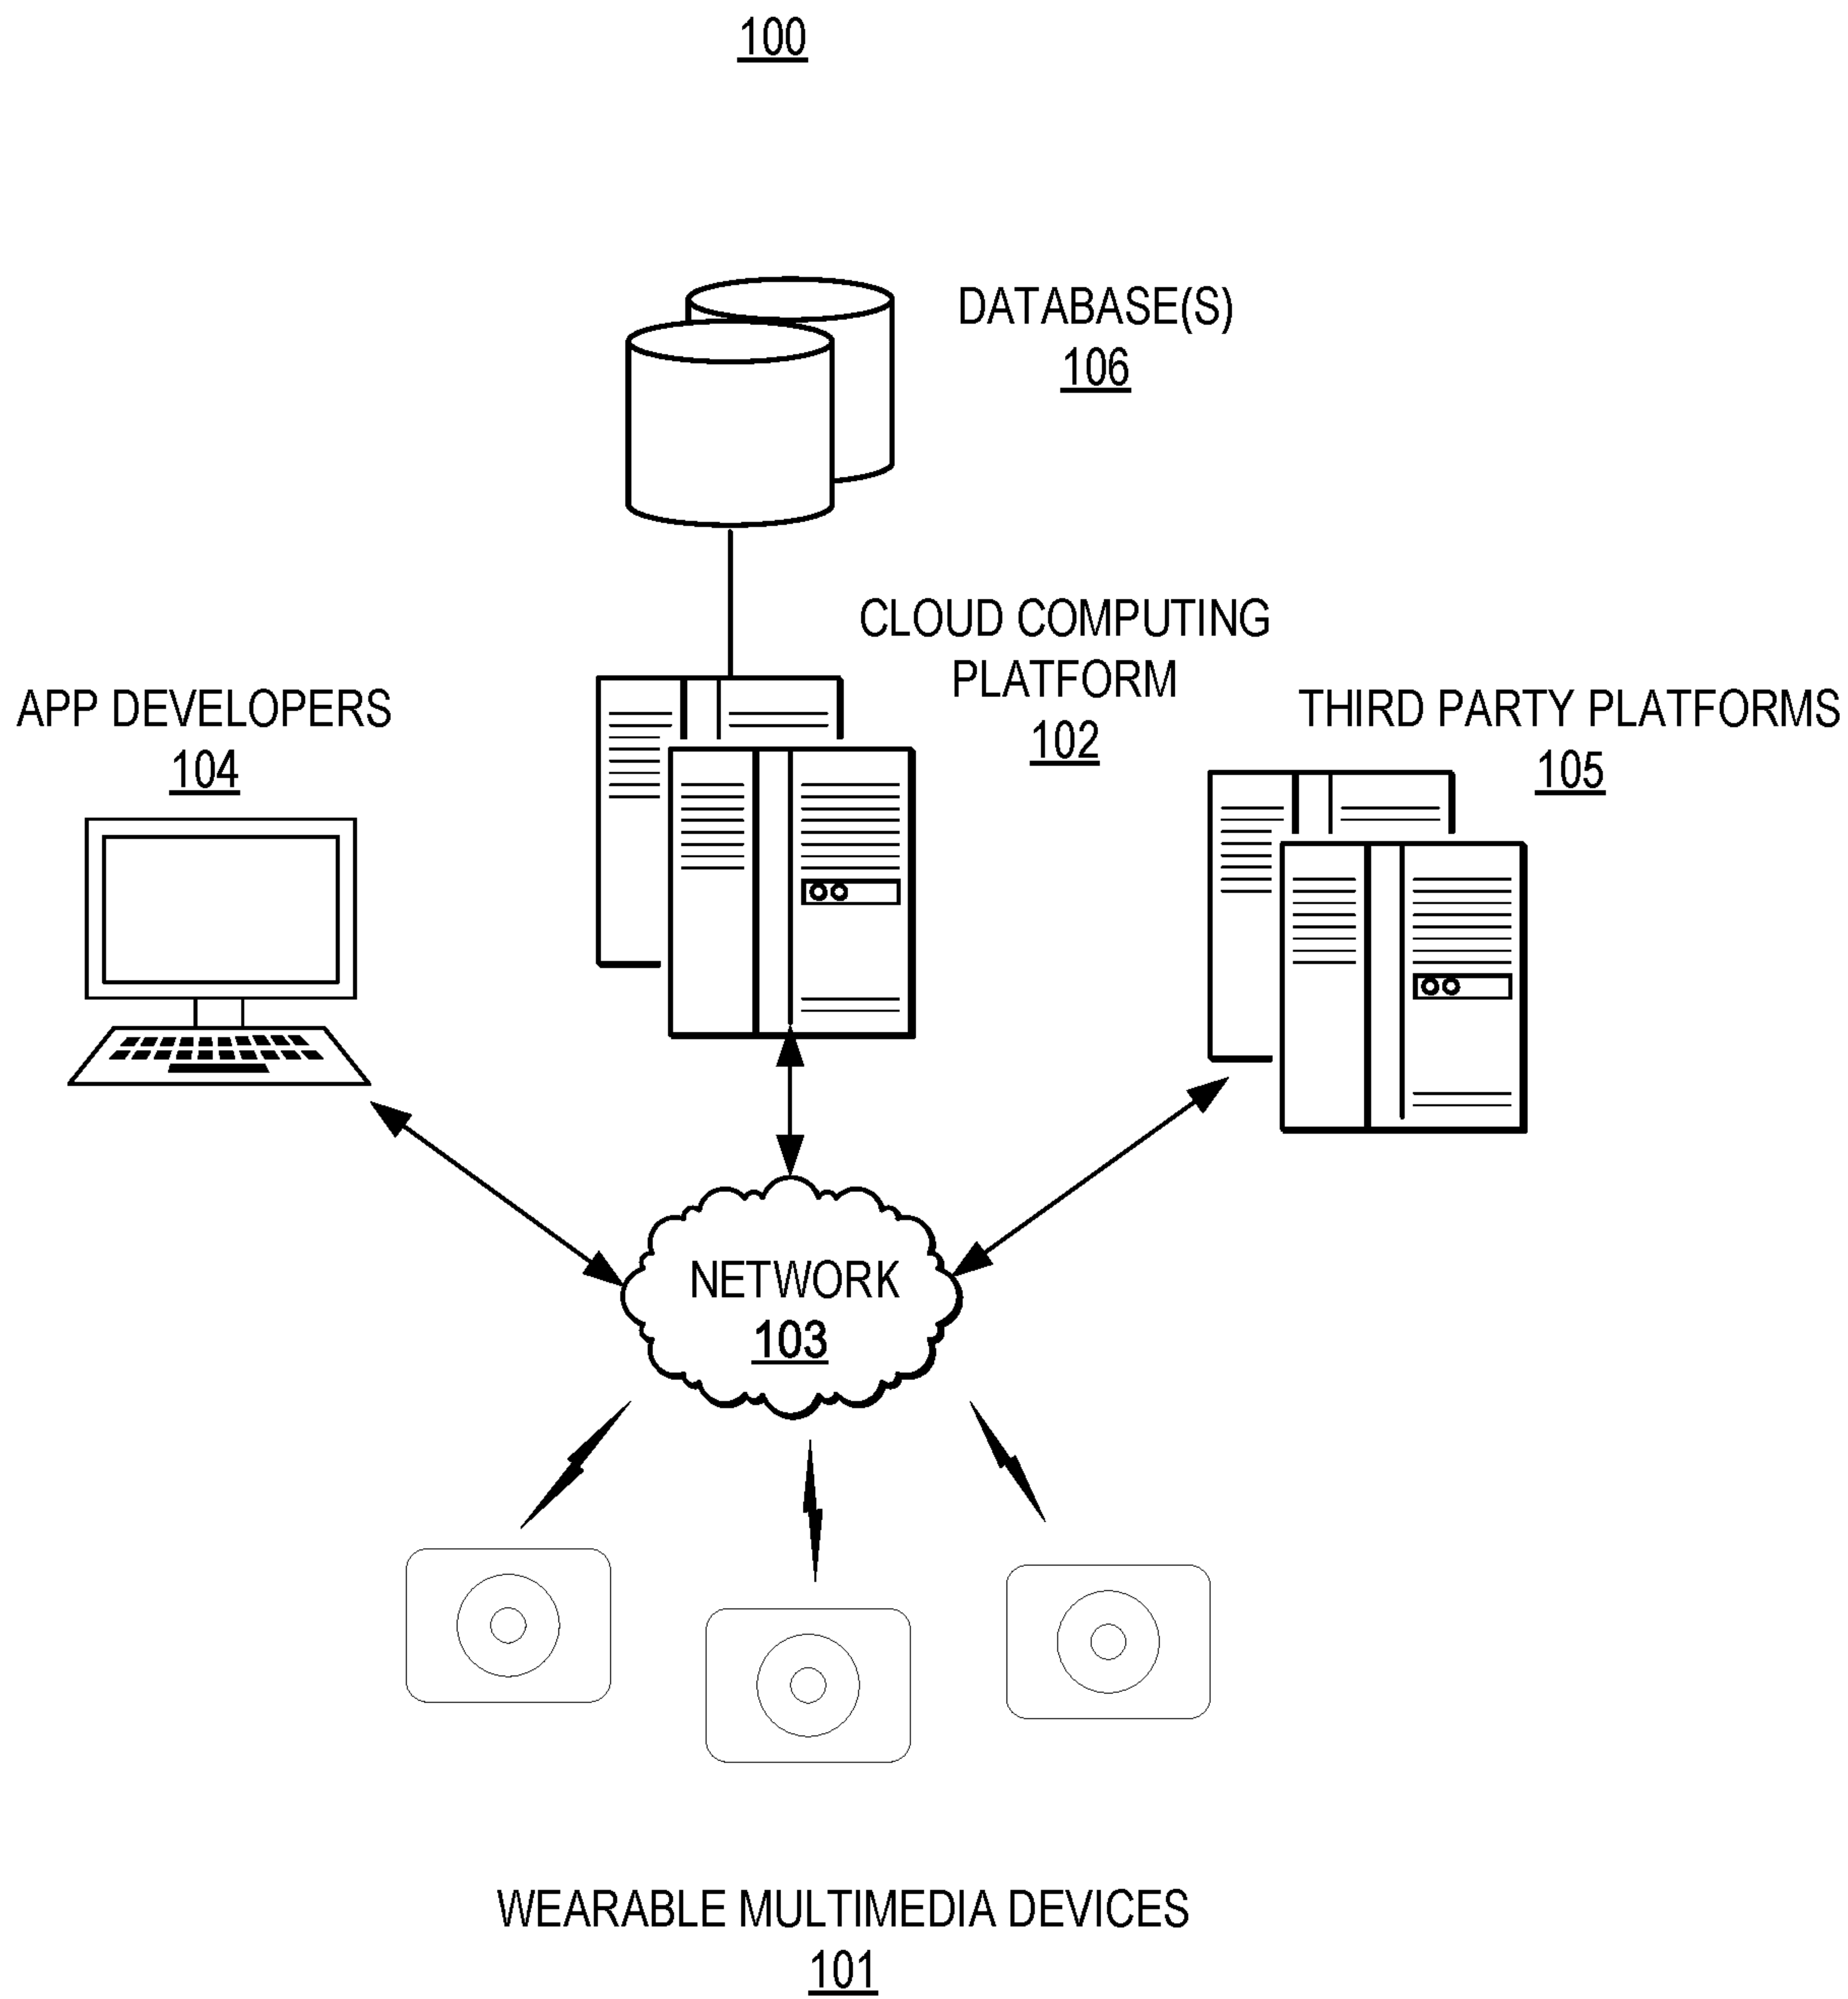 100
DATABASE(S)
106
CLOUD COMPUTING
PLATFORM
102
APP DEVELOPERS
104
THIRD PARTY PLATFORMS
105
NETWORK
103
WEARABLE MULTIMEDIA DEVICES
101